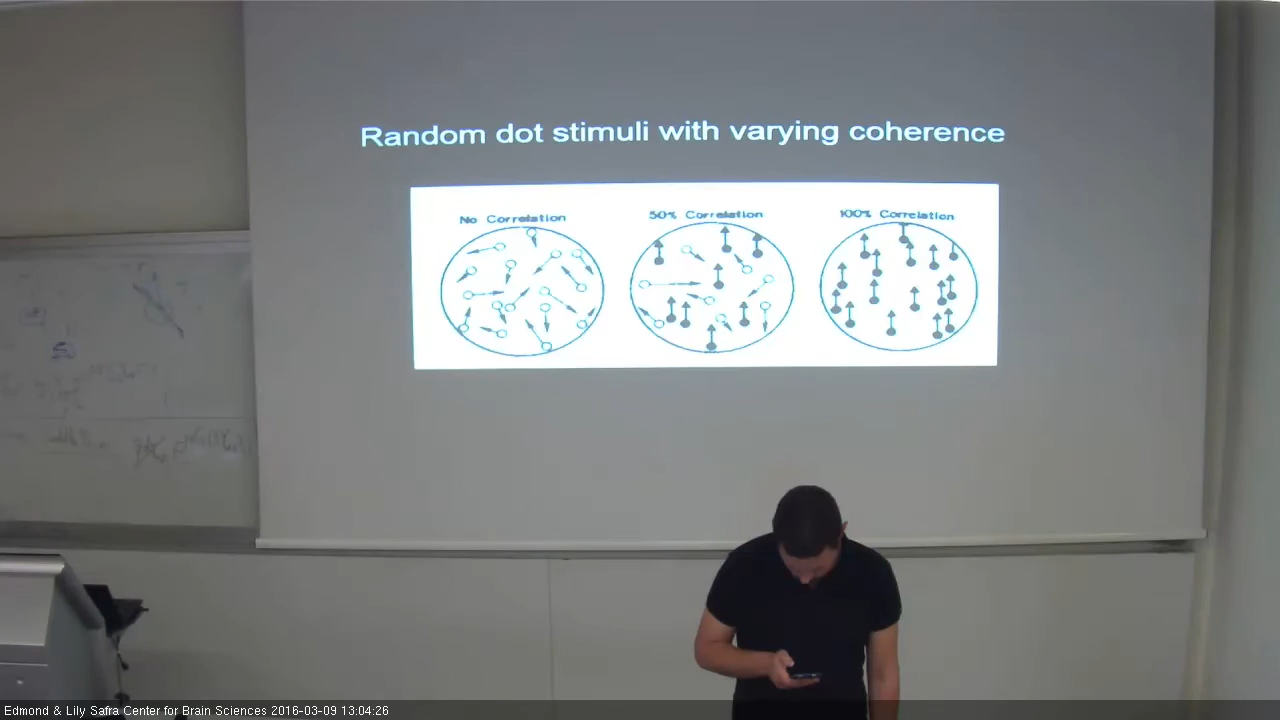 Random dot stimuli with varying coherence
No Correlation
50% Correlation
100% Correlation
Edmond & Lily Safra Center for Brain Sciences 2016-03-09 13:04:26